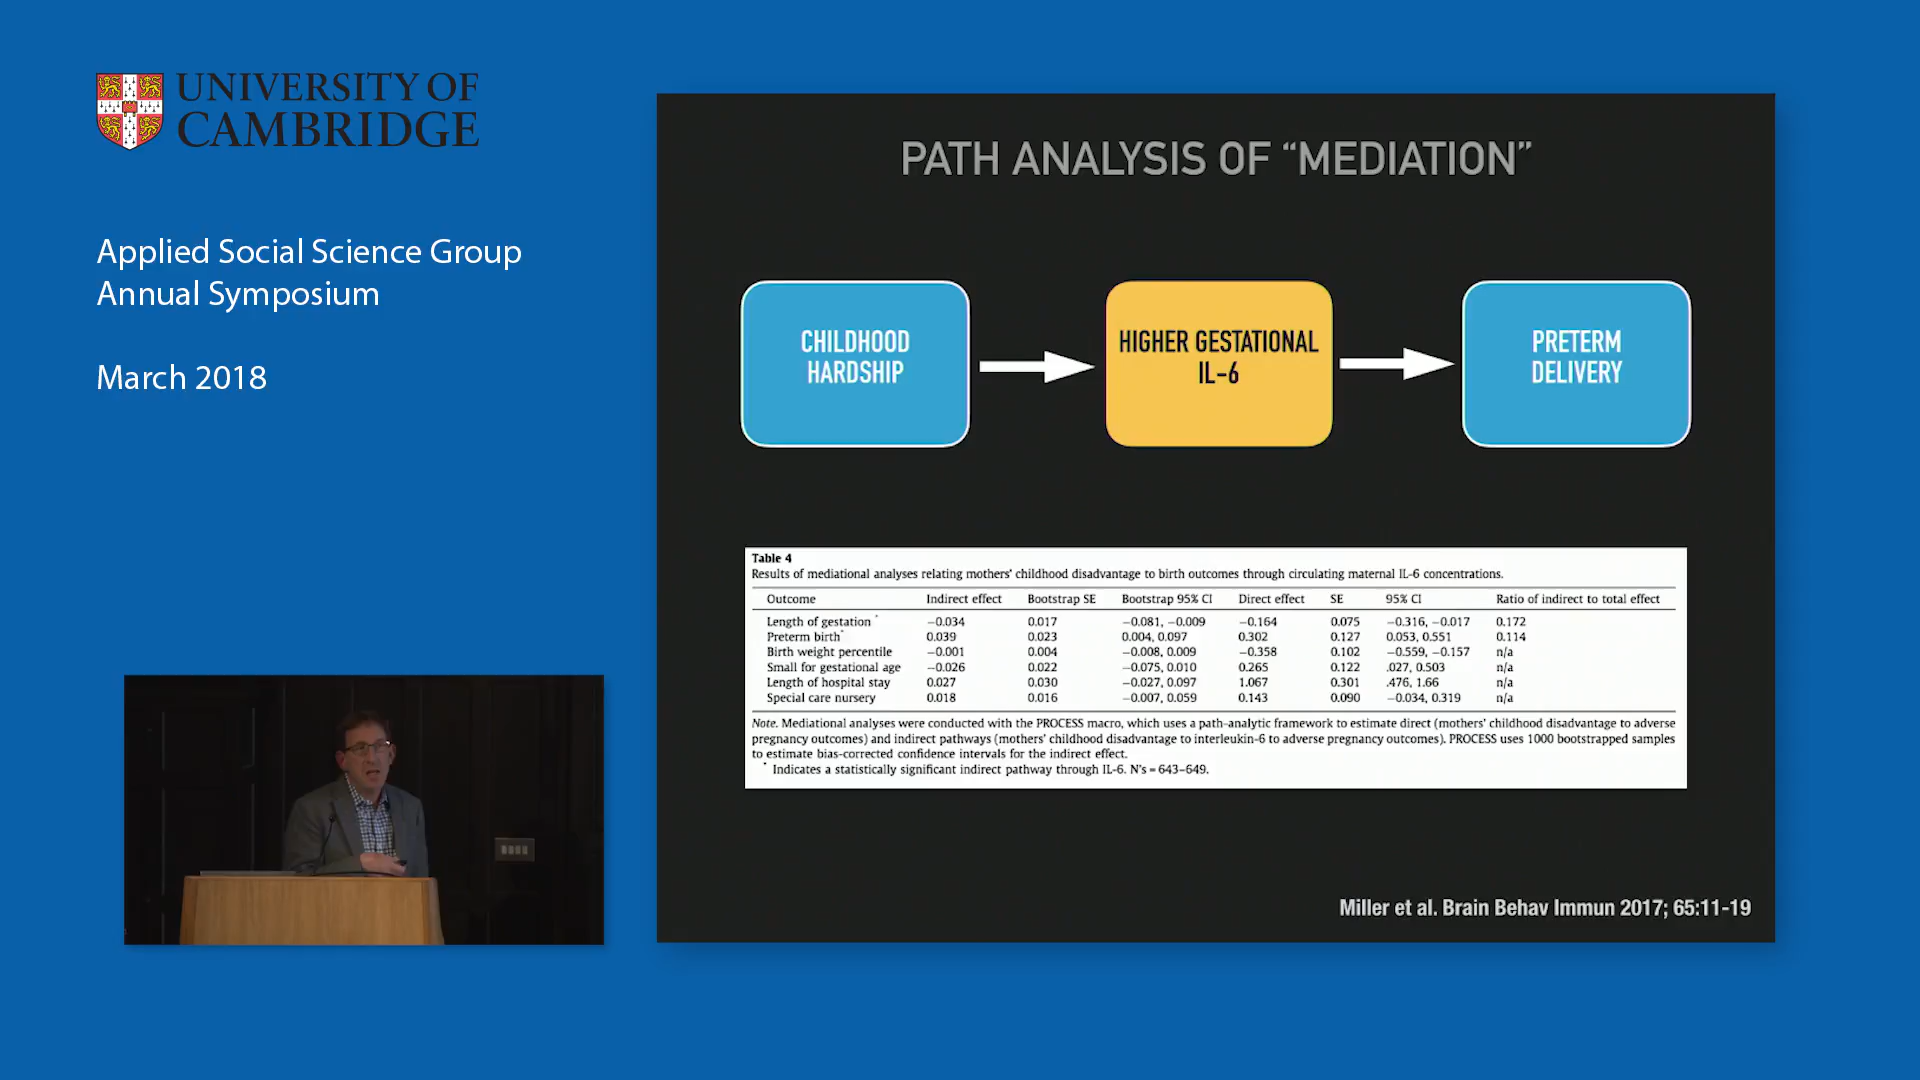 UNIVERSITY OF
CAMBRIDGE
Applied Social Science Group
Annual Symposium
March 2018
PATH ANALYSIS OF “MEDIATION”
CHILDHOOD
HARDSHIP
HIGHER GESTATIONAL
IL-6
PRETERM
DELIVERY
Table 4
Results of mediational analyses relating mothers' childhood disadvantage to birth outcomes through circulating maternal IL-6 concentrations.
Outcome Indirect effect Bootstrap SE Bootstrap 95% CI Direct effect SE 95% CI Ratio of indirect to total effect
Length of gestation* −0.034 0.017 −0.081, −0.009 −0.164 0.075 −0.316, −0.017 0.172
Preterm birth* 0.039 0.023 0.004, 0.097 0.302 0.127 0.053, 0.551 0.114
Birth weight percentile −0.001 0.004 −0.008, 0.009 −0.358 0.102 −0.559, −0.157 n/a
Small for gestational age −0.026 0.022 −0.075, 0.010 0.265 0.122 .027, 0.503 n/a
Length of hospital stay 0.027 0.030 −0.027, 0.097 1.067 0.301 .476, 1.66 n/a
Special care nursery 0.018 0.016 −0.007, 0.059 0.143 0.090 −0.034, 0.319 n/a
Note. Mediational analyses were conducted with the PROCESS macro, which uses a path-analytic framework to estimate direct (mothers' childhood disadvantage to adverse
pregnancy outcomes) and indirect pathways (mothers' childhood disadvantage to interleukin-6 to adverse pregnancy outcomes). PROCESS uses 1000 bootstrapped samples
to estimate bias-corrected confidence intervals for the indirect effect.
* Indicates a statistically significant indirect pathway through IL-6. N's = 643–649.
Miller et al. Brain Behav Immun 2017; 65:11-19